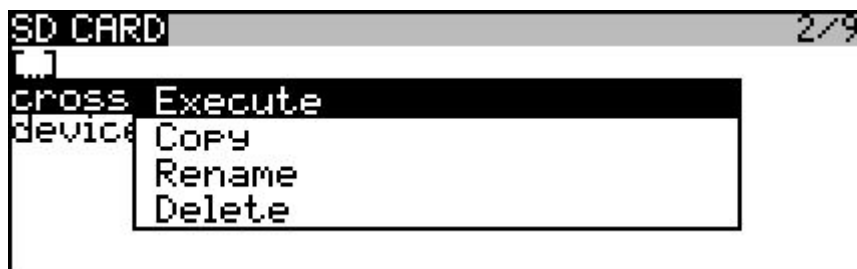 SD CARD 2/9
[..]
cross
device
Execute
Copy
Rename
Delete